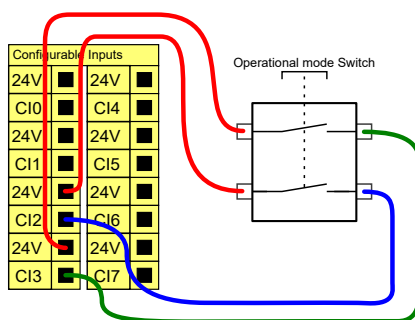 Configurable Inputs
Operational mode Switch
24V 24V
CI0 CI4
24V 24V
CI1 CI5
24V 24V
CI2 CI6
24V 24V
CI3 CI7